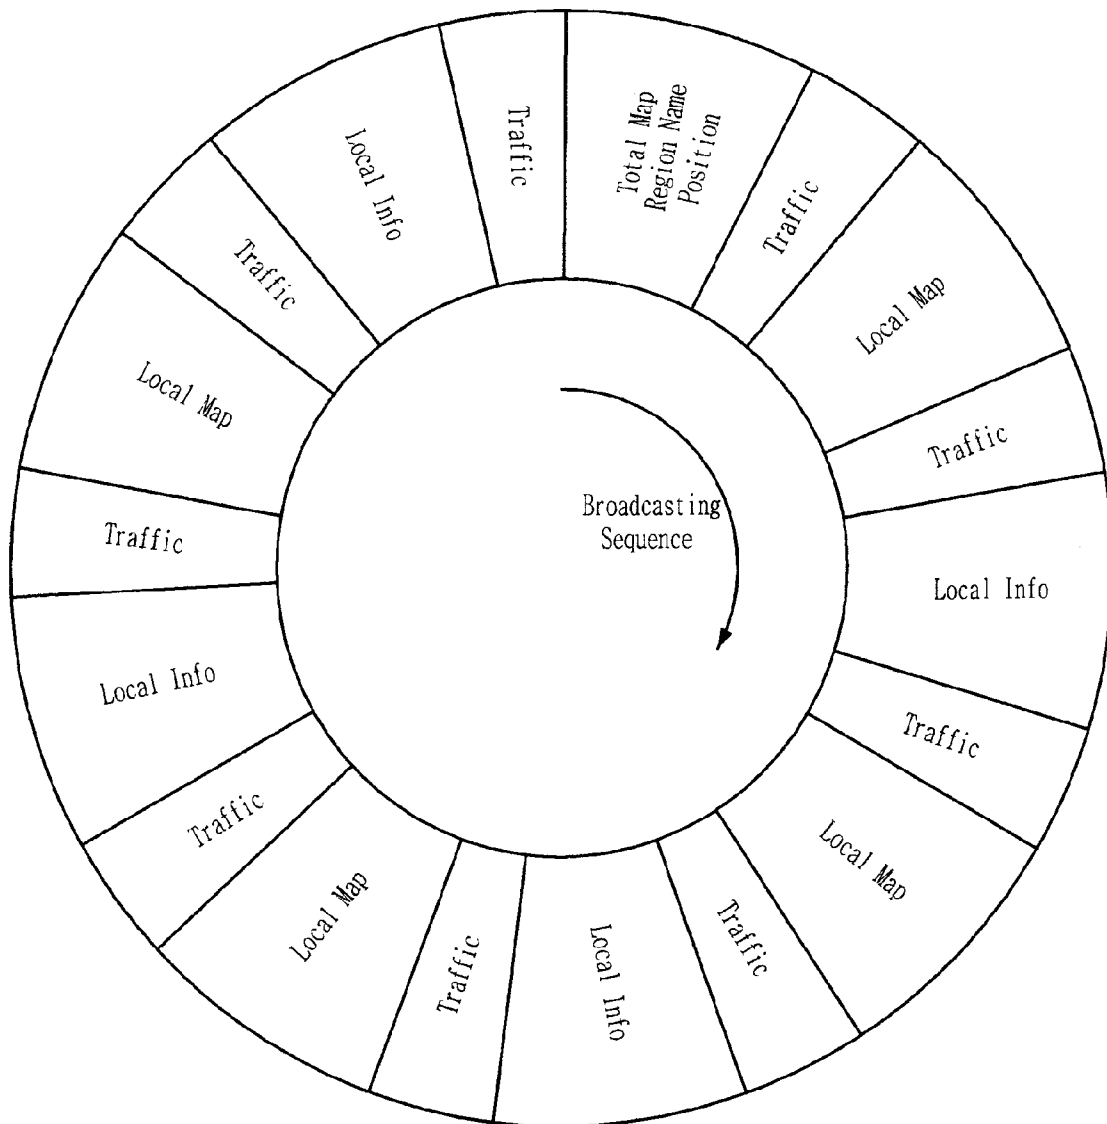 Total Map
Region Name
Position
Traffic
Local Map
Traffic
Local Info
Traffic
Local Map
Traffic
Local Info
Traffic
Local Map
Traffic
Local Info
Traffic
Local Map
Traffic
Local Info
Traffic
Broadcasting
Sequence